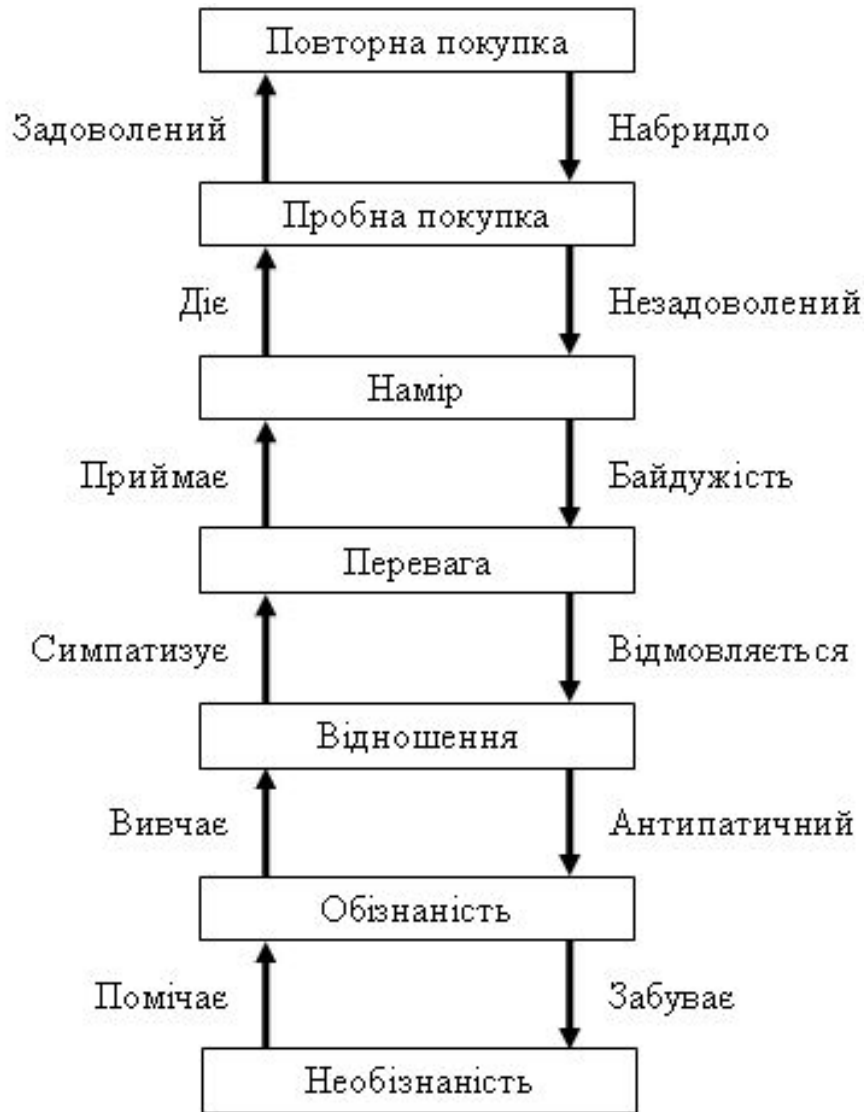 Повторна покупка
Задоволений
Набридло
Пробна покупка
Діє
Незадоволений
Намір
Приймає
Байдужість
Перевага
Симпатизує
Відмовляється
Відношення
Вивчає
Антипатичний
Обізнаність
Помічає
Забуває
Необізнаність